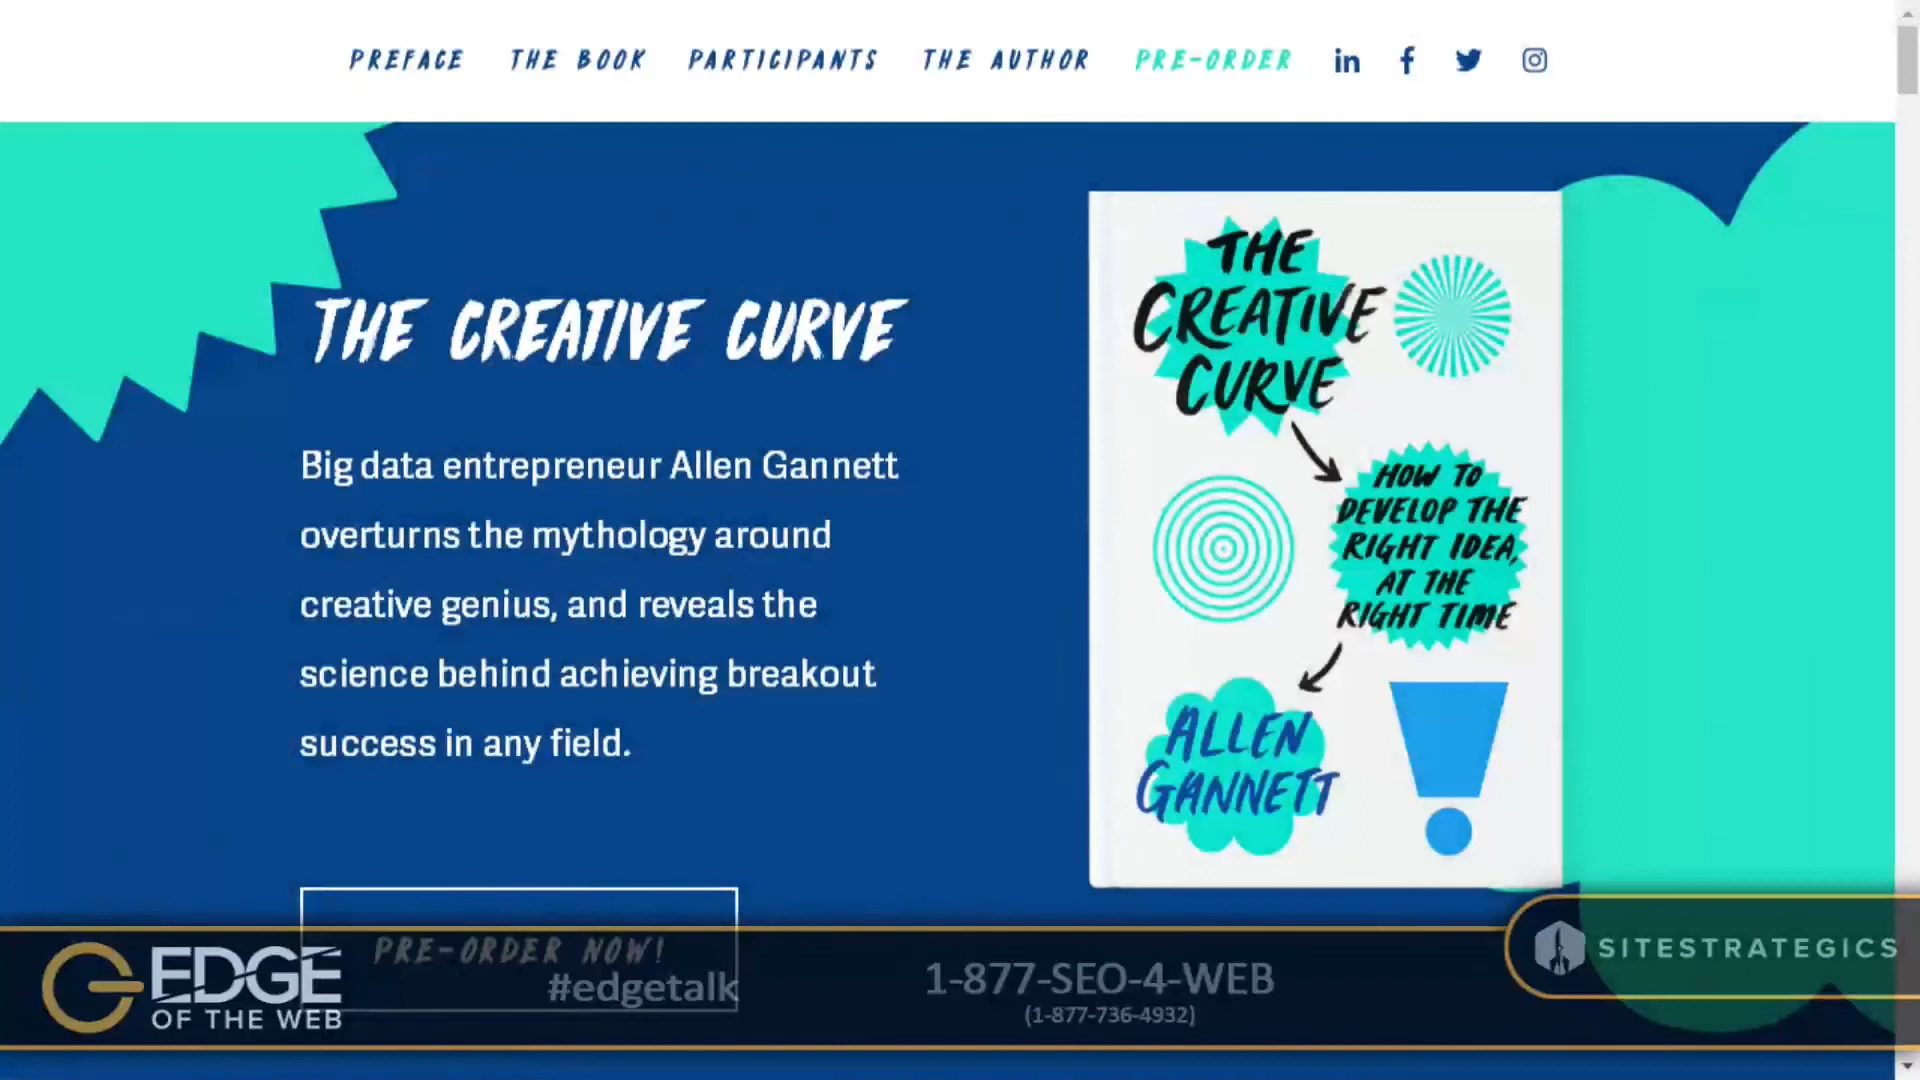 PREFACE THE BOOK PARTICIPANTS THE AUTHOR PRE-ORDER
THE CREATIVE CURVE
Big data entrepreneur Allen Gannett
overturns the mythology around
creative genius, and reveals the
science behind achieving breakout
success in any field.
PRE-ORDER NOW!
THE
CREATIVE
CURVE
HOW TO
DEVELOP THE
RIGHT IDEA,
AT THE
RIGHT TIME
ALLEN
GANNETT
EDGE
OF THE WEB
#edgetalk
1-877-SEO-4-WEB
(1-877-736-4932)
SITESTRATEGICS